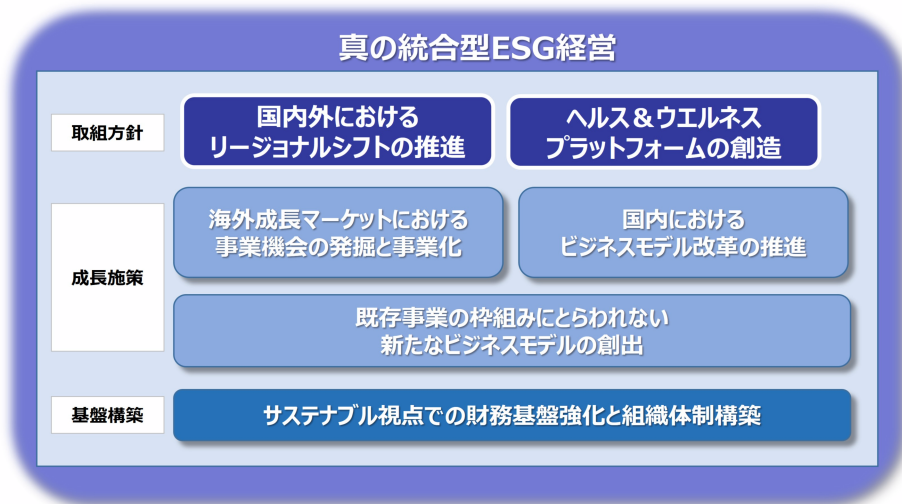 真の統合型ESG経営
取組方針
国内外における
リージョナルシフトの推進
ヘルス＆ウエルネス
プラットフォームの創造
成長施策
海外成長マーケットにおける
事業機会の発掘と事業化
国内における
ビジネスモデル改革の推進
既存事業の枠組みにとらわれない
新たなビジネスモデルの創出
基盤構築
サステナブル視点での財務基盤強化と組織体制構築